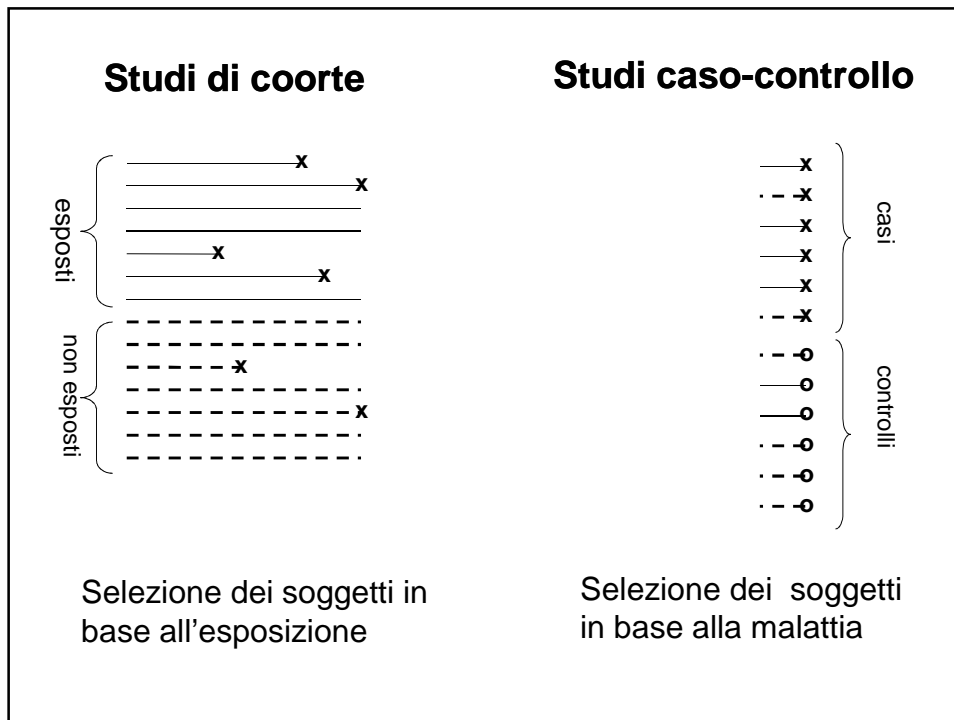 Studi di coorte
esposti
x
x
x
x
non esposti
x
x
Selezione dei soggetti in
base all'esposizione
Studi caso-controllo
casi
x
x
x
x
x
x
controlli
o
o
o
o
o
o
Selezione dei soggetti
in base alla malattia